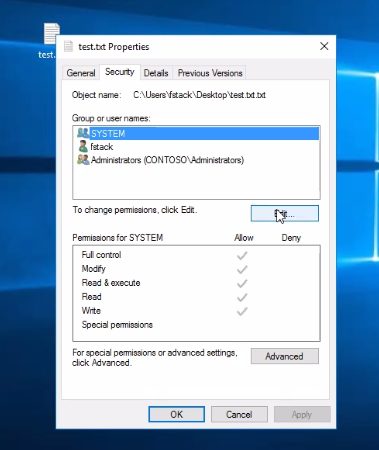 test.
test.txt Properties
General Security Details Previous Versions
Object name: C:\Users\fstack\Desktop\test.txt.txt
Group or user names:
SYSTEM
fstack
Administrators (CONTOSO\Administrators)
To change permissions, click Edit.
Edit...
Permissions for SYSTEM Allow Deny
Full control
Modify
Read & execute
Read
Write
Special permissions
For special permissions or advanced settings,
click Advanced.
Advanced
OK Cancel Apply